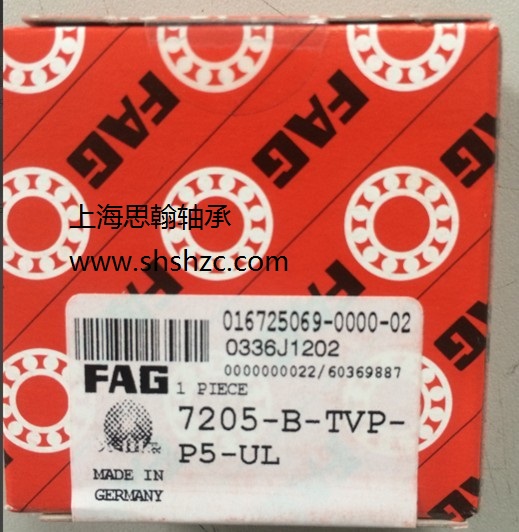 FAG
FAG
FAG
FAG
上海思翰轴承
www.shshzc.com
016725069-0000-02
0336J1202
0000000022/60369887
FAG
1 PIECE
7205-B-TVP-
P5-UL
MADE IN
GERMANY